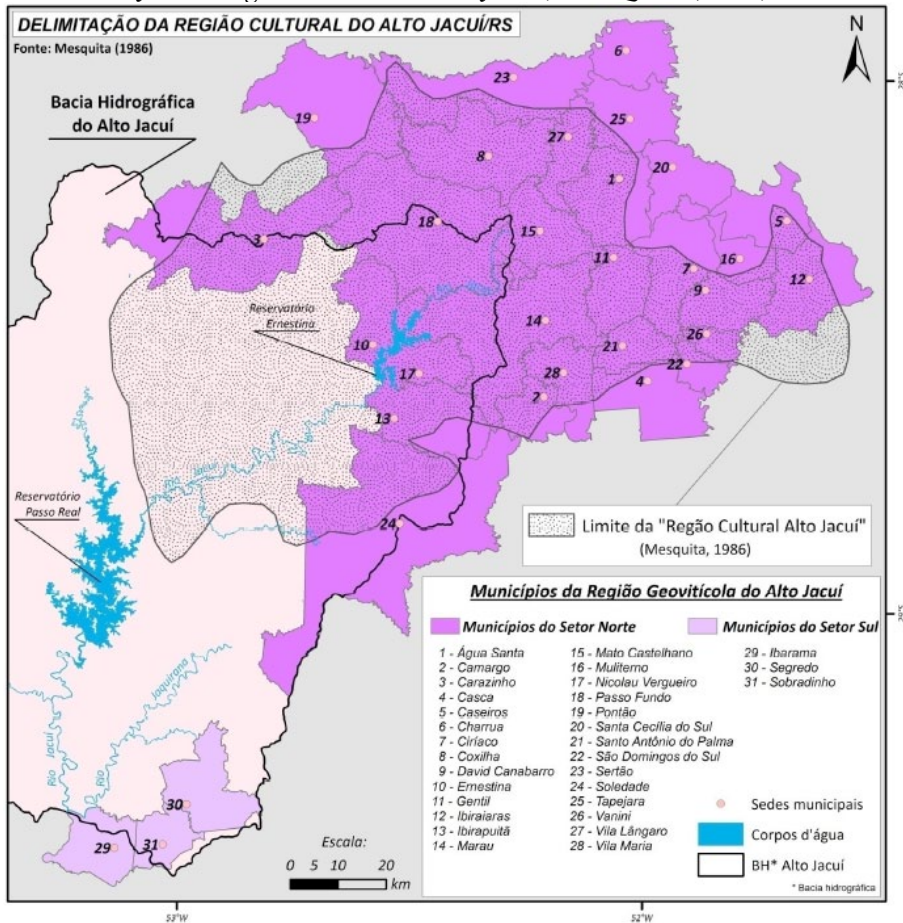 DELIMITAÇÃO DA REGIÃO CULTURAL DO ALTO JACUÍ/RS
Fonte: Mesquita (1986)
N
Bacia Hidrográfica
do Alto Jacuí
6
23
19
25
27
8
20
1
18
5
3
15
11
16
7
12
9
Reservatório
Ernestina
14
10
26
21
17
28
22
4
2
13
Rio Jacuí
24
Reservatório
Passo Real
Limite da "Regão Cultural Alto Jacuí"
(Mesquita, 1986)
Rio Jacuí
Rio Jaquirana
30
29
31
Municípios da Região Geovitícola do Alto Jacuí
Municípios do Setor Norte
Municípios do Setor Sul
1 - Água Santa
2 - Camargo
3 - Carazinho
4 - Casca
5 - Caseiros
6 - Charrua
7 - Ciríaco
8 - Coxilha
9 - David Canabarro
10 - Ernestina
11 - Gentil
12 - Ibiraiaras
13 - Ibirapuitã
14 - Marau
15 - Mato Castelhano
16 - Muliterno
17 - Nicolau Vergueiro
18 - Passo Fundo
19 - Pontão
20 - Santa Cecília do Sul
21 - Santo Antônio do Palma
22 - São Domingos do Sul
23 - Sertão
24 - Soledade
25 - Tapejara
26 - Vanini
27 - Vila Lângaro
28 - Vila Maria
29 - Ibarama
30 - Segredo
31 - Sobradinho
Sedes municipais
Corpos d'água
BH* Alto Jacuí
* Bacia hidrográfica
Escala:
0 5 10 20
km
53°W
52°W